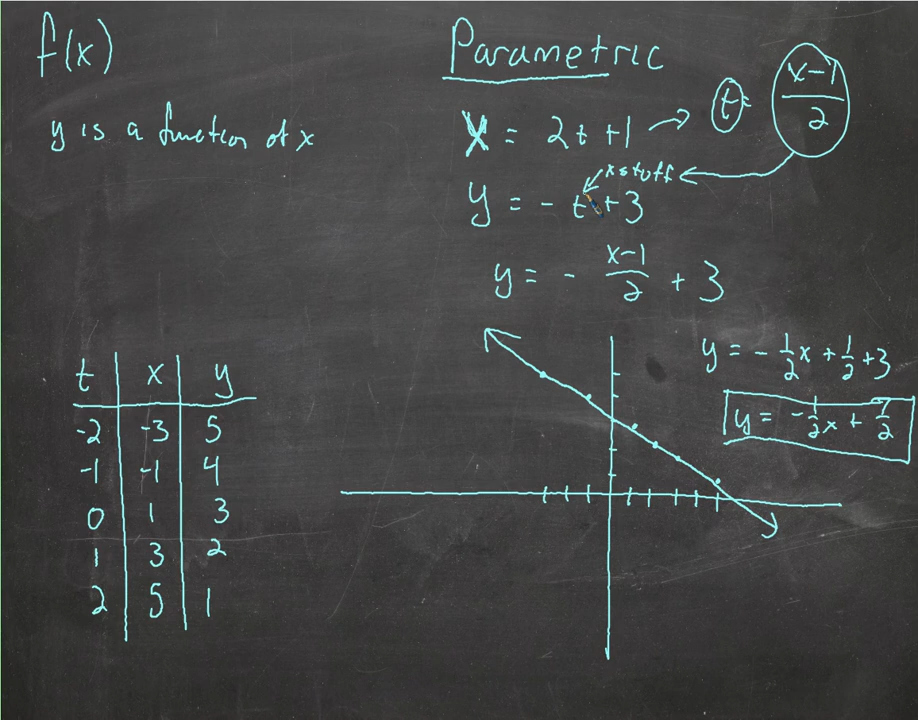 f(x)
y is a function of x
Parametric
x = 2t + 1 → t = (x-1)/2
x stuff
y = - t + 3
y = - (x-1)/2 + 3
y = - 1/2 x + 1/2 + 3
y = - 1/2 x + 7/2
t | x | y
-2 | -3 | 5
-1 | -1 | 4
0 | 1 | 3
1 | 3 | 2
2 | 5 | 1